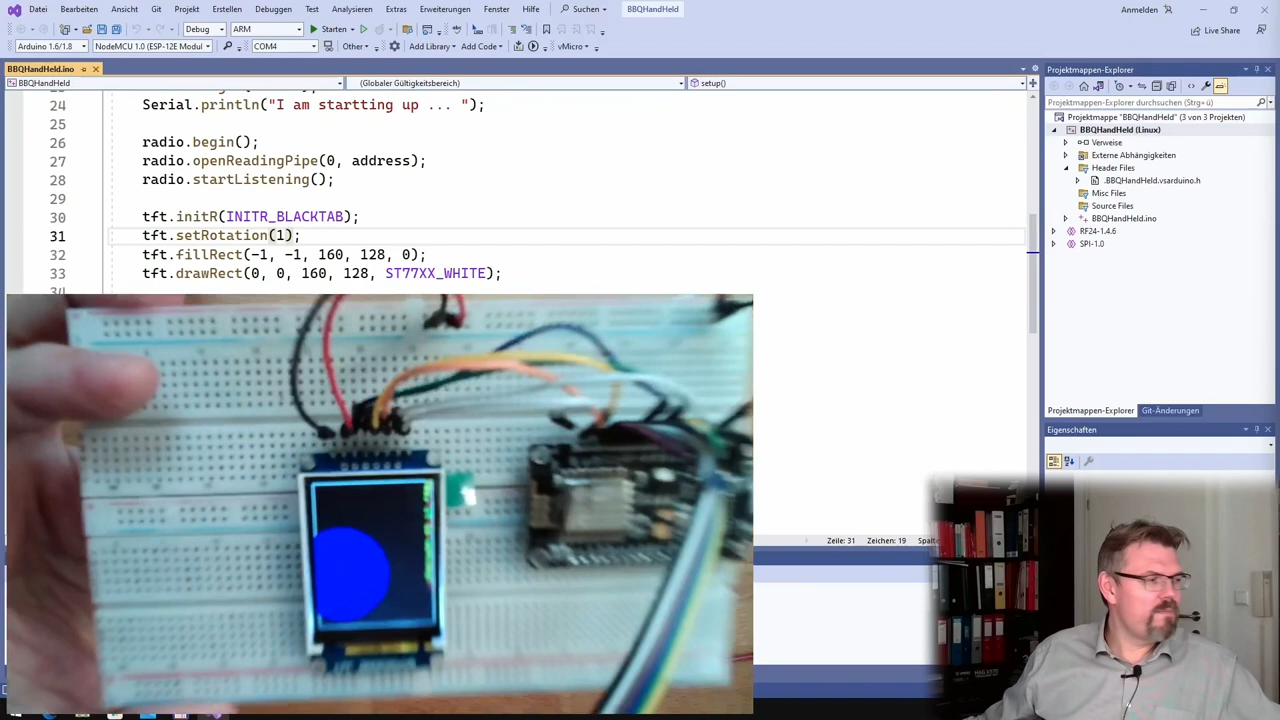 Datei Bearbeiten Ansicht Git Projekt Erstellen Debuggen Test Analysieren Extras Erweiterungen Fenster Hilfe Suchen BBQHandHeld Anmelden
Debug ARM Starten Live Share
Arduino 1.6/1.8 NodeMCU 1.0 (ESP-12E Module) COM4 Other Add Library Add Code vMicro
BBQHandHeld.ino
BBQHandHeld (Globaler Gültigkeitsbereich) setup()
24 Serial.println("I am startting up ... ");
25
26 radio.begin();
27 radio.openReadingPipe(0, address);
28 radio.startListening();
29
30 tft.initR(INITR_BLACKTAB);
31 tft.setRotation(1);
32 tft.fillRect(-1, -1, 160, 128, 0);
33 tft.drawRect(0, 0, 160, 128, ST77XX_WHITE);
Zeile: 31 Zeichen: 19
Projektmappen-Explorer
Projektmappen-Explorer durchsuchen (Strg+ü)
Projektmappe "BBQHandHeld" (3 von 3 Projekten)
BBQHandHeld (Linux)
Verweise
Externe Abhängigkeiten
Header Files
.BBQHandHeld.vsarduino.h
Misc Files
Source Files
BBQHandHeld.ino
RF24-1.4.6
SPI-1.0
Projektmappen-Explorer Git-Änderungen
Eigenschaften